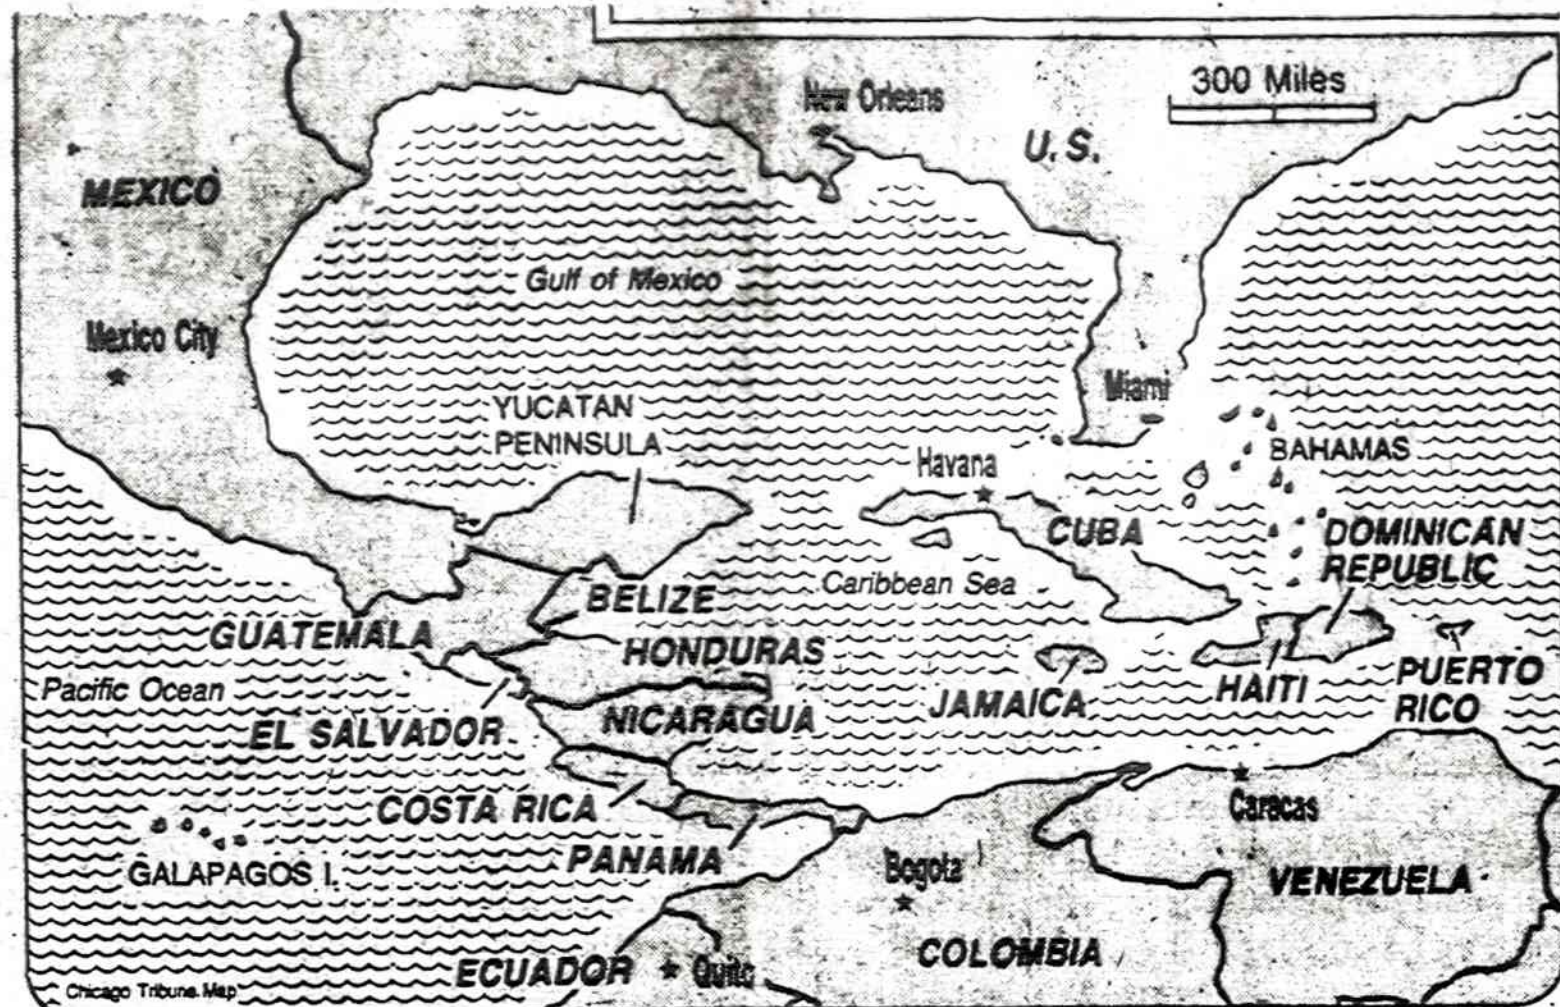 300 Miles
New Orleans
U.S.
MEXICO
Gulf of Mexico
Mexico City
Miami
YUCATAN
PENINSULA
BAHAMAS
Havana
CUBA
DOMINICAN
REPUBLIC
Caribbean Sea
BELIZE
GUATEMALA
HONDURAS
Pacific Ocean
JAMAICA
HAITI
PUERTO
RICO
NICARAGUA
EL SALVADOR
COSTA RICA
Caracas
PANAMA
GALAPAGOS I.
Bogota
VENEZUELA
COLOMBIA
ECUADOR
Quito
Chicago Tribune Map